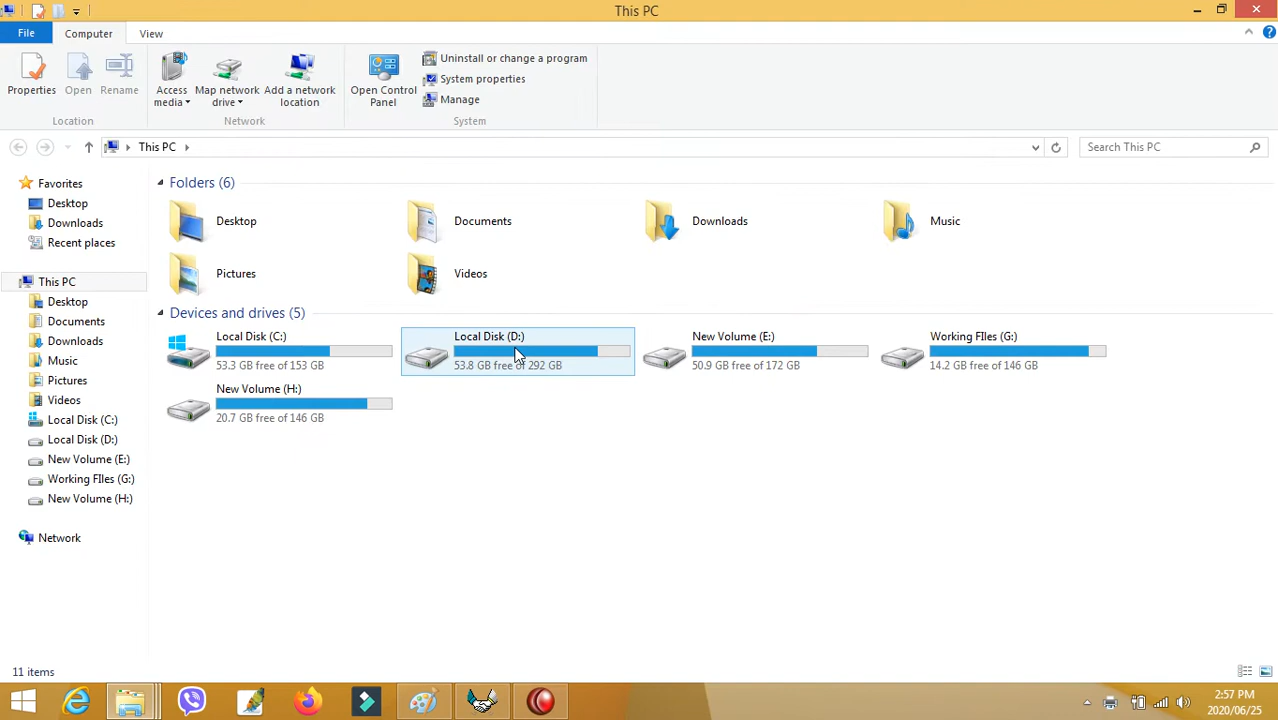 This PC
File
Computer
View
Properties
Open
Rename
Access media
Map network drive
Add a network location
Open Control Panel
Uninstall or change a program
System properties
Manage
Location
Network
System
This PC
Search This PC
Favorites
Desktop
Downloads
Recent places
This PC
Desktop
Documents
Downloads
Music
Pictures
Videos
Local Disk (C:)
Local Disk (D:)
New Volume (E:)
Working FIles (G:)
New Volume (H:)
Network
Folders (6)
Desktop
Documents
Downloads
Music
Pictures
Videos
Devices and drives (5)
Local Disk (C:)
53.3 GB free of 153 GB
Local Disk (D:)
53.8 GB free of 292 GB
New Volume (E:)
50.9 GB free of 172 GB
Working FIles (G:)
14.2 GB free of 146 GB
New Volume (H:)
20.7 GB free of 146 GB
11 items
2:57 PM
2020/06/25